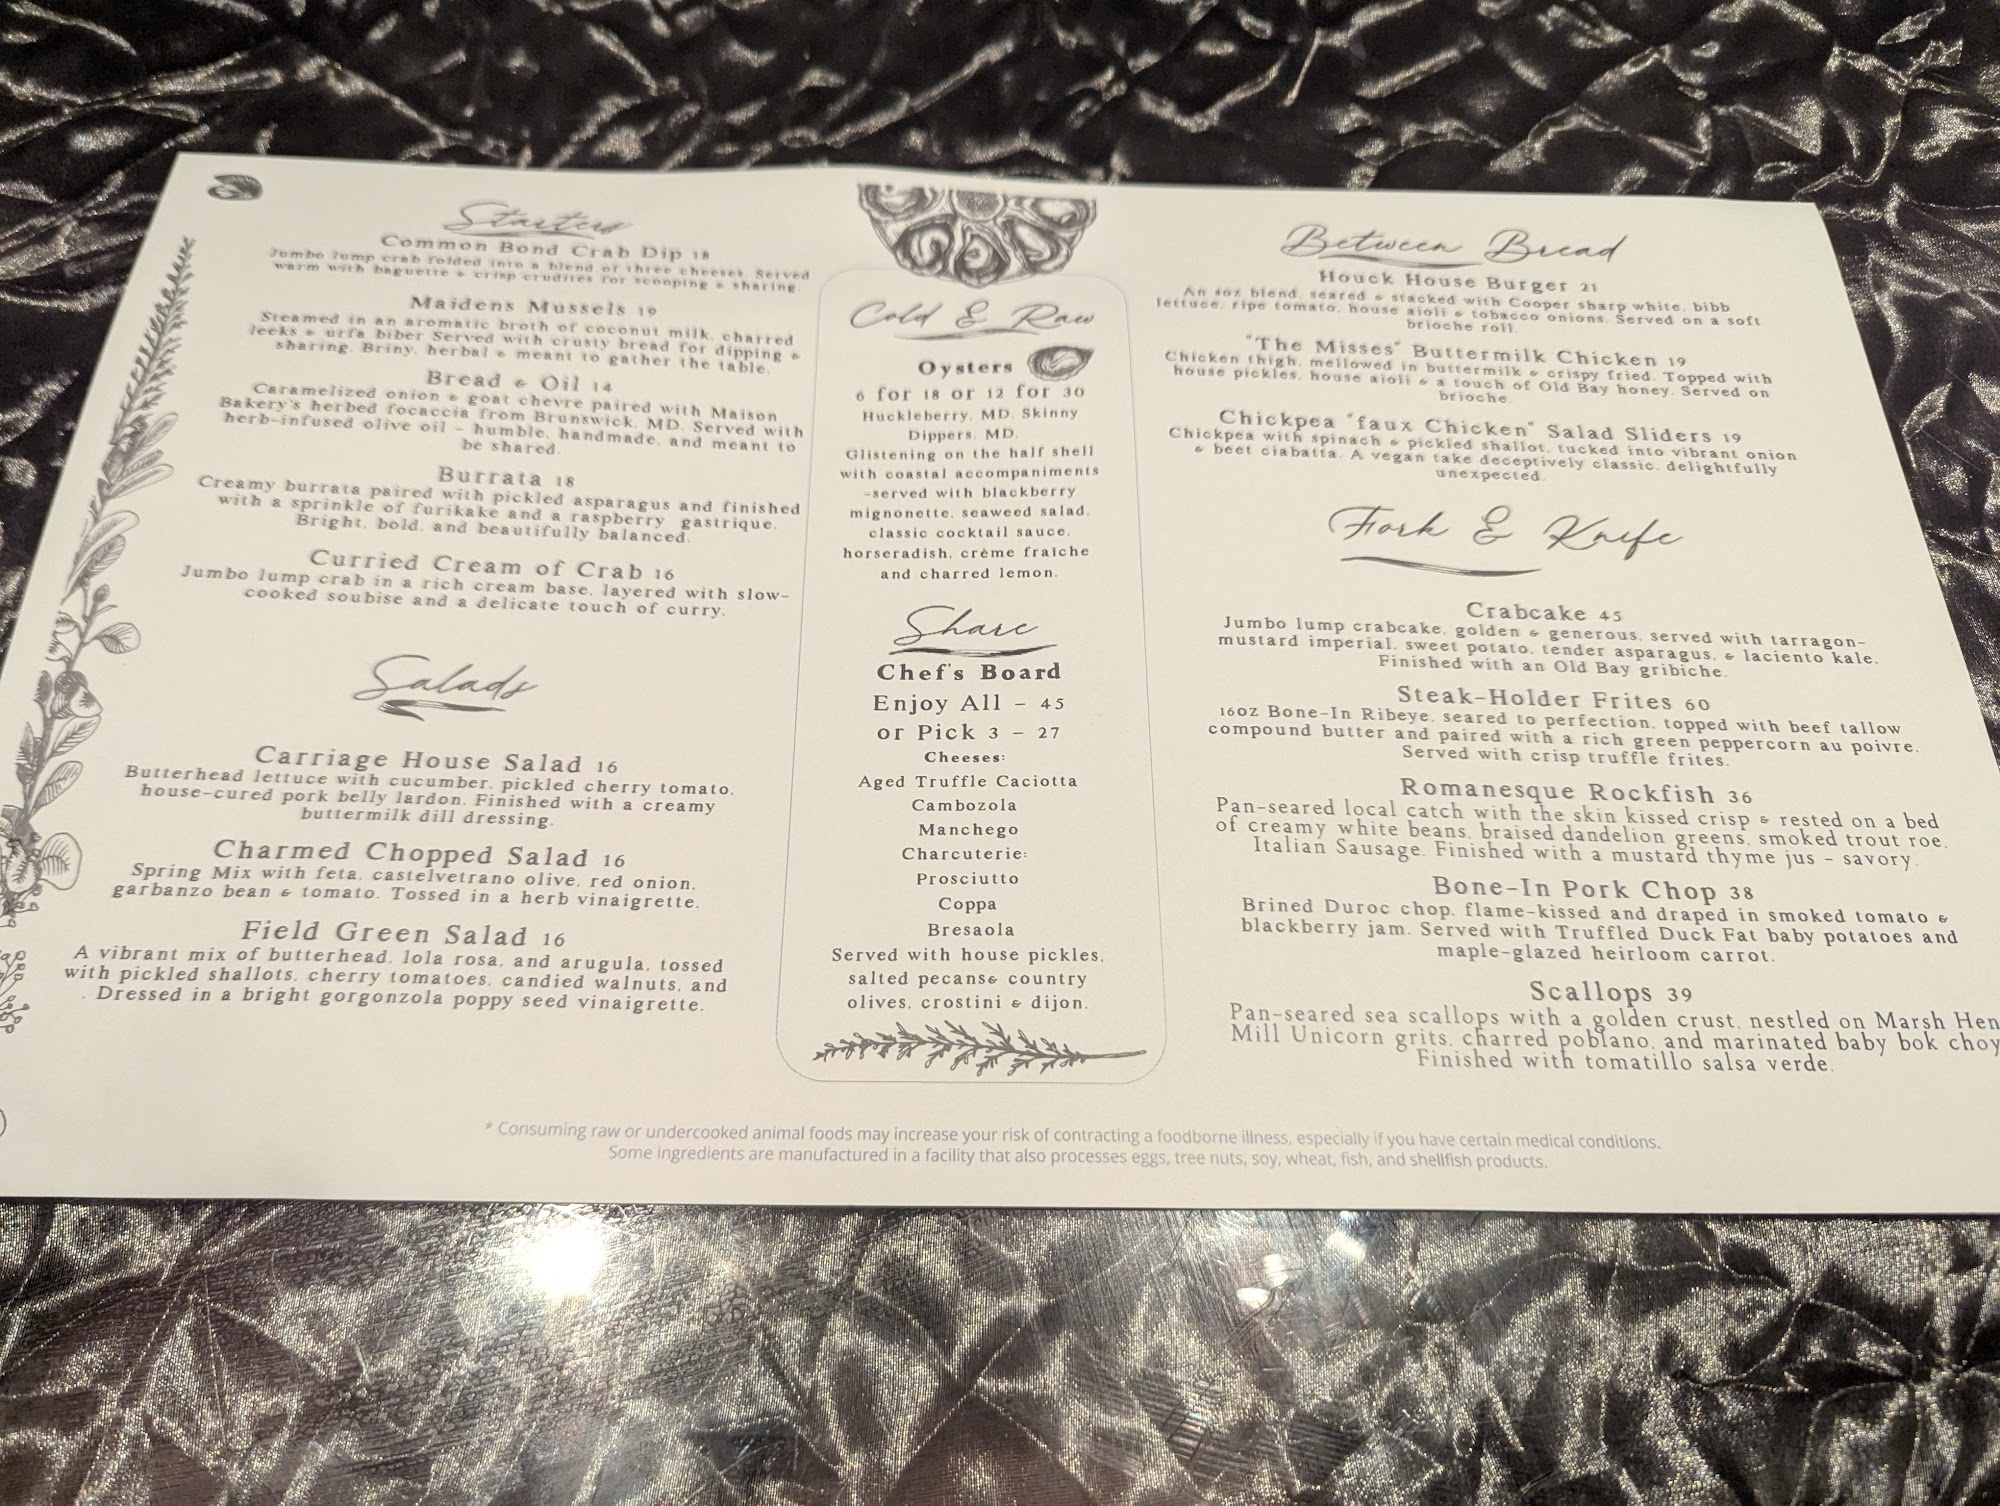 Starters
Common Bond Crab Dip 18
Jumbo lump crab folded into a blend of three cheeses. Served
warm with baguette & crisp crudités for scooping & sharing.
Maidens Mussels 19
Steamed in an aromatic broth of coconut milk, charred
leeks & urfa biber Served with crusty bread for dipping &
sharing. Briny, herbal & meant to gather the table.
Bread & Oil 14
Caramelized onion & goat chevre paired with Maison
Bakery's herbed focaccia from Brunswick, MD. Served with
herb-infused olive oil - humble, handmade, and meant to
be shared.
Burrata 18
Creamy burrata paired with pickled asparagus and finished
with a sprinkle of furikake and a raspberry gastrique.
Bright, bold, and beautifully balanced.
Curried Cream of Crab 16
Jumbo lump crab in a rich cream base, layered with slow-
cooked soubise and a delicate touch of curry.
Salads
Carriage House Salad 16
Butterhead lettuce with cucumber, pickled cherry tomato,
house-cured pork belly lardon. Finished with a creamy
buttermilk dill dressing.
Charmed Chopped Salad 16
Spring Mix with feta, castelvetrano olive, red onion,
garbanzo bean & tomato. Tossed in a herb vinaigrette.
Field Green Salad 16
A vibrant mix of butterhead, lola rosa, and arugula, tossed
with pickled shallots, cherry tomatoes, candied walnuts, and
. Dressed in a bright gorgonzola poppy seed vinaigrette.
Cold & Raw
Oysters
6 for 18 or 12 for 30
Huckleberry, MD. Skinny
Dippers, MD.
Glistening on the half shell
with coastal accompaniments
-served with blackberry
mignonette, seaweed salad,
classic cocktail sauce,
horseradish, crème fraiche
and charred lemon.
Share
Chef's Board
Enjoy All - 45
or Pick 3 - 27
Cheeses:
Aged Truffle Caciotta
Cambozola
Manchego
Charcuterie:
Prosciutto
Coppa
Bresaola
Served with house pickles,
salted pecans& country
olives, crostini & dijon.
Between Bread
Houck House Burger 21
An 8oz blend, seared & stacked with Cooper sharp white, bibb
lettuce, ripe tomato, house aioli & tobacco onions. Served on a soft
brioche roll.
"The Misses" Buttermilk Chicken 19
Chicken thigh, mellowed in buttermilk & crispy fried. Topped with
house pickles, house aioli & a touch of Old Bay honey. Served on
brioche.
Chickpea "faux Chicken" Salad Sliders 19
Chickpea with spinach & pickled shallot, tucked into vibrant onion
& beet ciabatta. A vegan take deceptively classic, delightfully
unexpected.
Fork & Knife
Crabcake 45
Jumbo lump crabcake, golden & generous, served with tarragon-
mustard imperial, sweet potato, tender asparagus, & laciento kale.
Finished with an Old Bay gribiche.
Steak-Holder Frites 60
16oz Bone-In Ribeye, seared to perfection, topped with beef tallow
compound butter and paired with a rich green peppercorn au poivre.
Served with crisp truffle frites.
Romanesque Rockfish 36
Pan-seared local catch with the skin kissed crisp & rested on a bed
of creamy white beans, braised dandelion greens, smoked trout roe,
Italian Sausage. Finished with a mustard thyme jus - savory.
Bone-In Pork Chop 38
Brined Duroc chop, flame-kissed and draped in smoked tomato &
blackberry jam. Served with Truffled Duck Fat baby potatoes and
maple-glazed heirloom carrot.
Scallops 39
Pan-seared sea scallops with a golden crust, nestled on Marsh Hen
Mill Unicorn grits, charred poblano, and marinated baby bok choy
Finished with tomatillo salsa verde.
* Consuming raw or undercooked animal foods may increase your risk of contracting a foodborne illness, especially if you have certain medical conditions.
Some ingredients are manufactured in a facility that also processes eggs, tree nuts, soy, wheat, fish, and shellfish products.